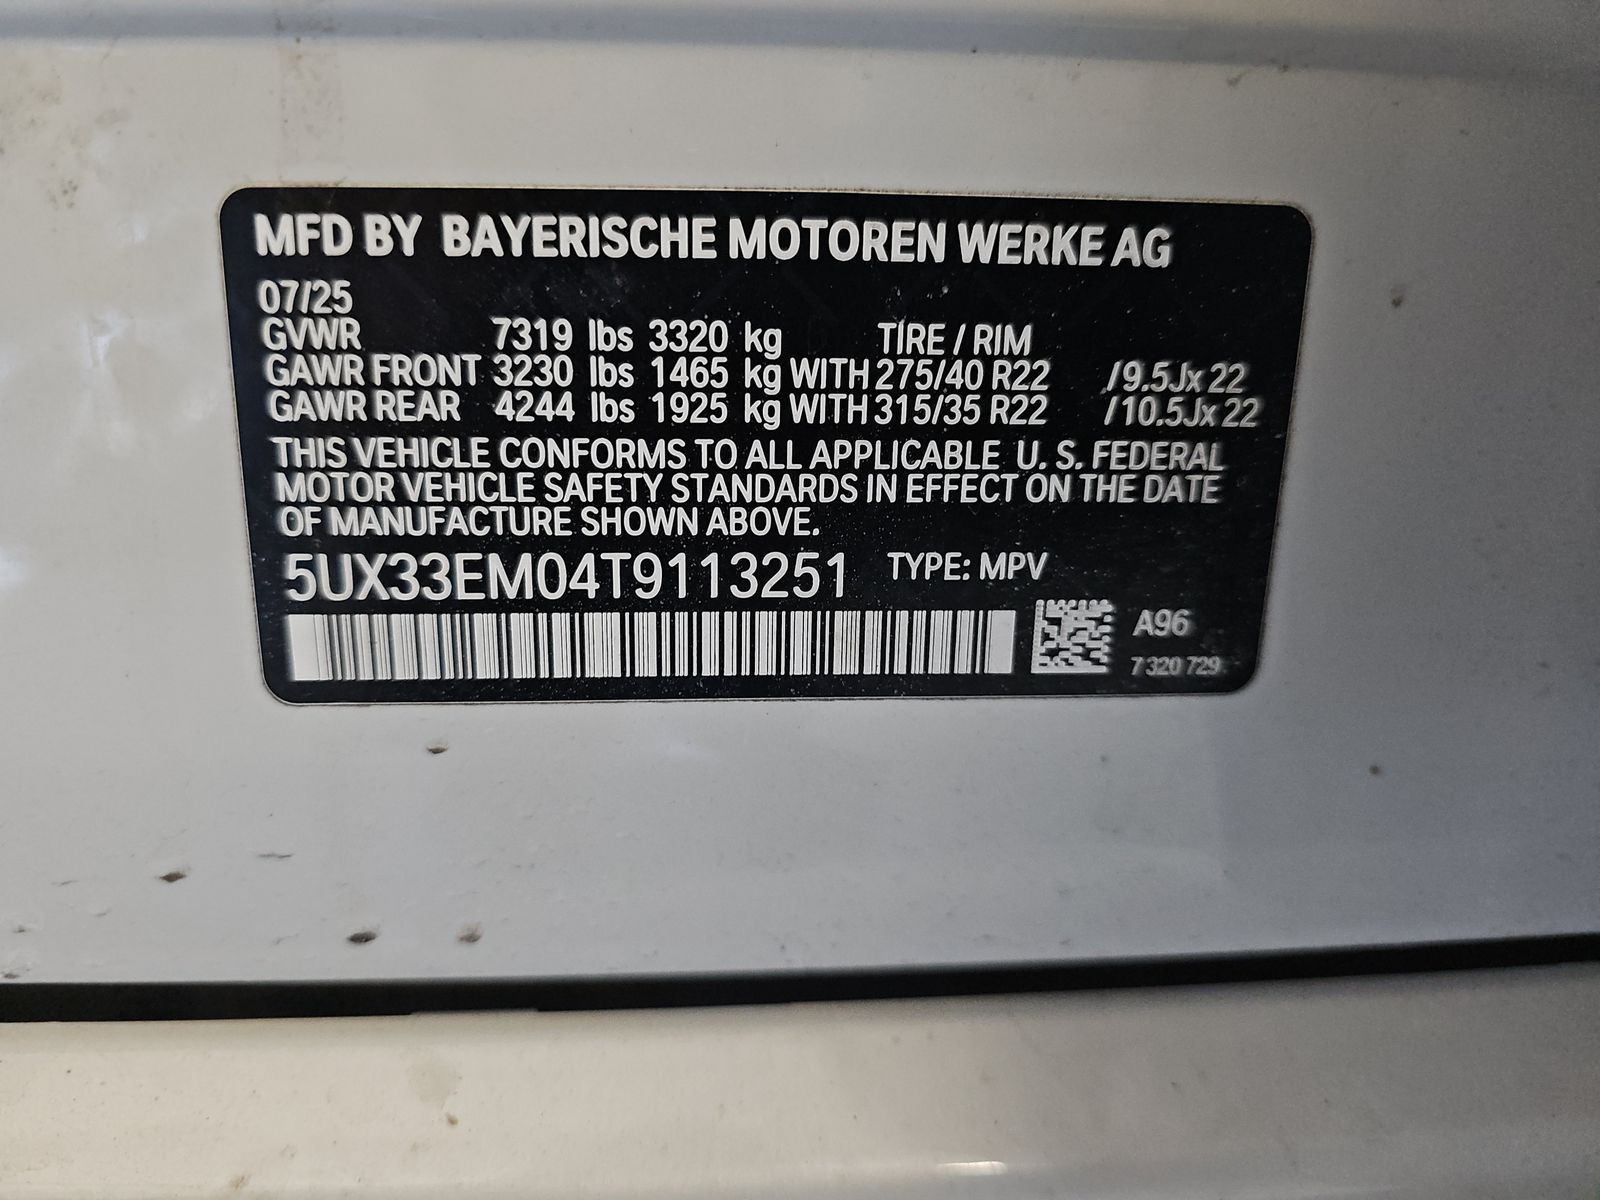 MFD BY BAYERISCHE MOTOREN WERKE AG
07/25
GVWR 7319 lbs 3320 kg TIRE / RIM
GAWR FRONT 3230 lbs 1465 kg WITH 275/40 R22 /9.5Jx22
GAWR REAR 4244 lbs 1925 kg WITH 315/35 R22 /10.5Jx22
THIS VEHICLE CONFORMS TO ALL APPLICABLE U. S. FEDERAL
MOTOR VEHICLE SAFETY STANDARDS IN EFFECT ON THE DATE
OF MANUFACTURE SHOWN ABOVE.
5UX33EM04T9113251 TYPE: MPV
A96
7 320 729